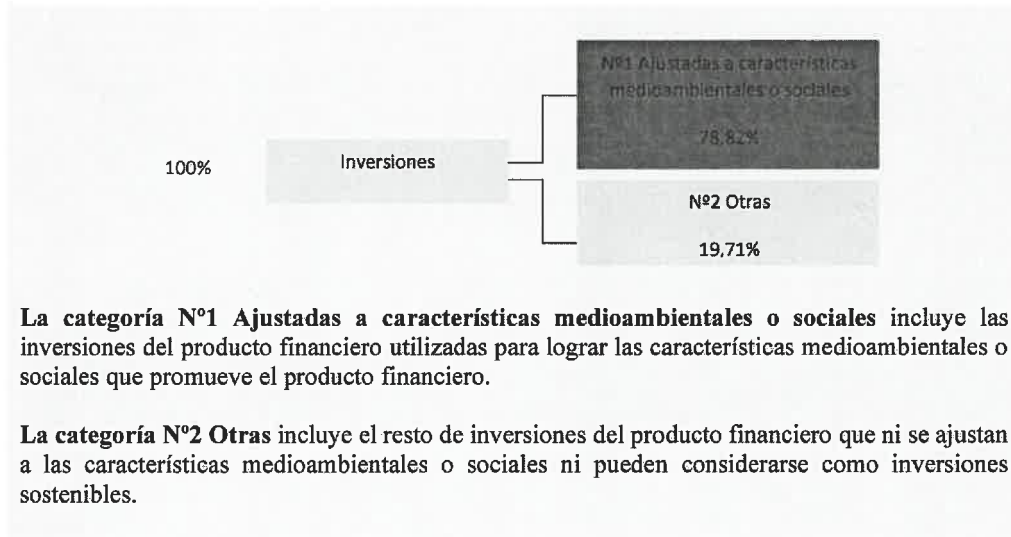 Nº1 Ajustadas a características
medioambientales o sociales
78,82%
100%
Inversiones
Nº2 Otras
19,71%
La categoría Nº1 Ajustadas a características medioambientales o sociales incluye las
inversiones del producto financiero utilizadas para lograr las características medioambientales o
sociales que promueve el producto financiero.
La categoría Nº2 Otras incluye el resto de inversiones del producto financiero que ni se ajustan
a las características medioambientales o sociales ni pueden considerarse como inversiones
sostenibles.